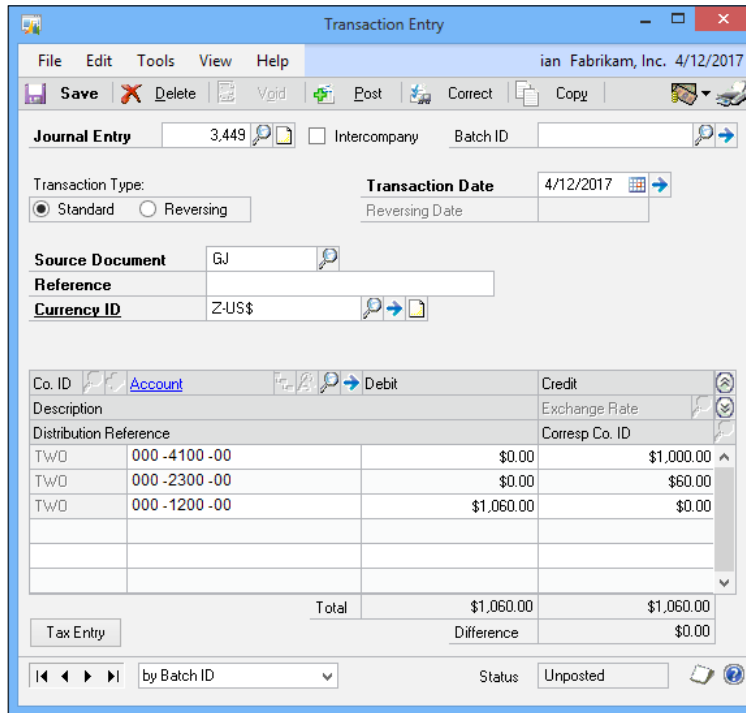 Transaction Entry
File Edit Tools View Help ian Fabrikam, Inc. 4/12/2017
Save Delete Void Post Correct Copy
Journal Entry 3,449 Intercompany Batch ID
Transaction Type: Transaction Date 4/12/2017
Standard Reversing Reversing Date
Source Document GJ
Reference
Currency ID Z-US$
Co. ID Account Debit Credit
Description Exchange Rate
Distribution Reference Corresp Co. ID
TWO 000 -4100 -00 $0.00 $1,000.00
TWO 000 -2300 -00 $0.00 $60.00
TWO 000 -1200 -00 $1,060.00 $0.00
Total $1,060.00 $1,060.00
Tax Entry Difference $0.00
by Batch ID Status Unposted